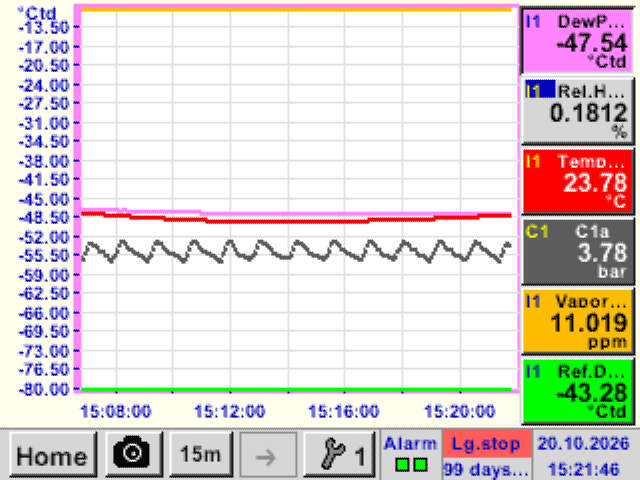 °Ctd
-13.50
-17.00
-20.50
-24.00
-27.50
-31.00
-34.50
-38.00
-41.50
-45.00
-48.50
-52.00
-55.50
-59.00
-62.50
-66.00
-69.50
-73.00
-76.50
-80.00
15:08:00 15:12:00 15:16:00 15:20:00
I1 DewP...
-47.54
°Ctd
I1 Rel.H...
0.1812
%
I1 Temp...
23.78
°C
C1 C1a
3.78
bar
I1 Vapor...
11.019
ppm
I1 Ref.D...
-43.28
°Ctd
Home
15m
→
1
Alarm
Lg.stop
99 days...
20.10.2026
15:21:46